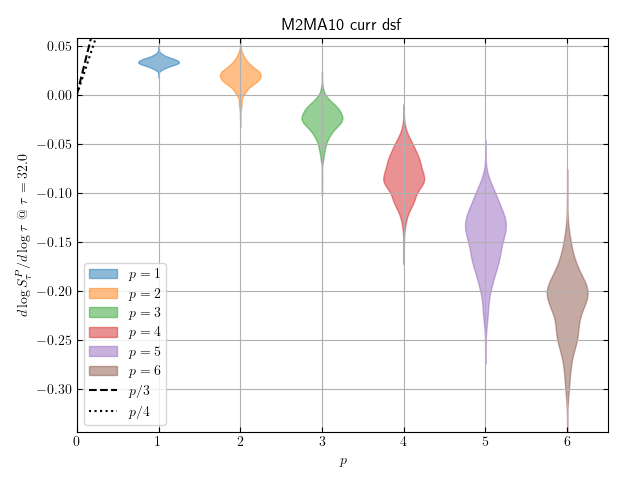 M2MA10 curr dsf
d log S_τ^P / d log τ @ τ = 32.0
0.05
0.00
−0.05
−0.10
−0.15
−0.20
−0.25
−0.30
p = 1
p = 2
p = 3
p = 4
p = 5
p = 6
p/3
p/4
0 1 2 3 4 5 6
p